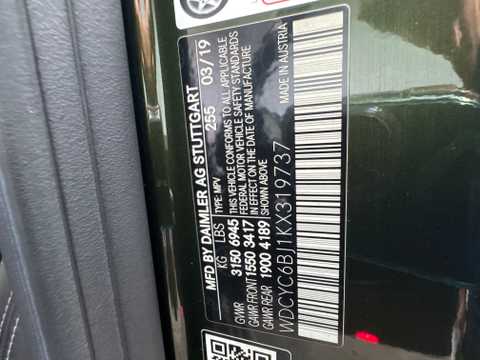 MFD BY DAIMLER AG STUTTGART
255 03/19
KG LBS TYPE: MPV
GVWR 3150 6945
GAWR FRONT 1550 3417
GAWR REAR 1900 4189
THIS VEHICLE CONFORMS TO ALL APPLICABLE
FEDERAL MOTOR VEHICLE SAFETY STANDARDS
IN EFFECT ON THE DATE OF MANUFACTURE
SHOWN ABOVE
MADE IN AUSTRIA
WDCYC6BJ1KX319737